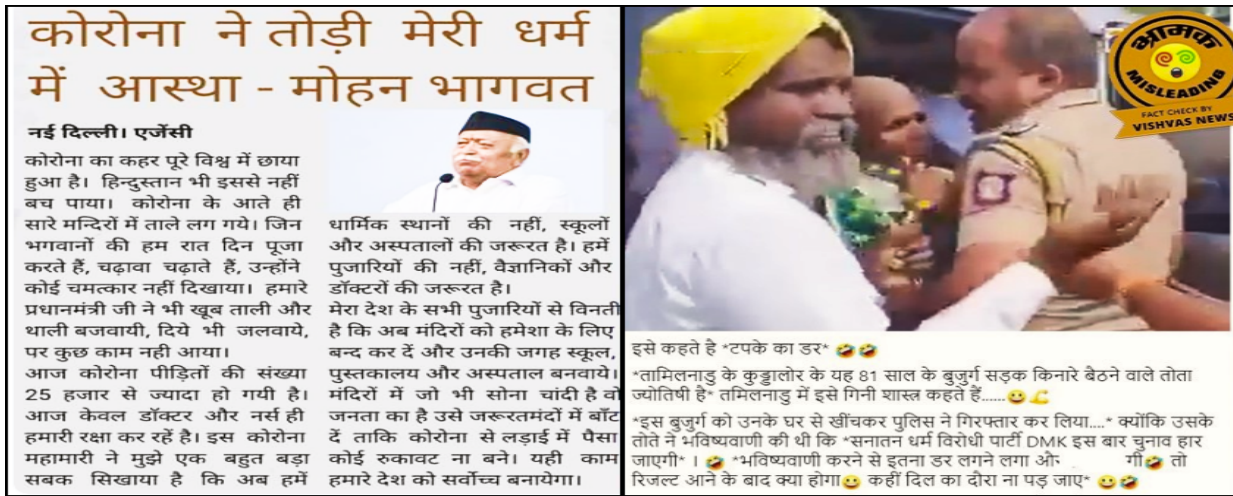 कोरोना ने तोड़ी मेरी धर्म
में आस्था - मोहन भागवत
नई दिल्ली। एजेंसी
कोरोना का कहर पूरे विश्व में छाया
हुआ है। हिन्दुस्तान भी इससे नहीं
बच पाया। कोरोना के आते ही
सारे मन्दिरों में ताले लग गये। जिन
भगवानों की हम रात दिन पूजा
करते हैं, चढ़ावा चढ़ाते हैं, उन्होंने
कोई चमत्कार नहीं दिखाया। हमारे
प्रधानमंत्री जी ने भी खूब ताली और
थाली बजवायी, दिये भी जलवाये,
पर कुछ काम नही आया।
आज कोरोना पीड़ितों की संख्या
25 हजार से ज्यादा हो गयी है।
आज केवल डॉक्टर और नर्स ही
हमारी रक्षा कर रहें है। इस कोरोना
महामारी ने मुझे एक बहुत बड़ा
सबक सिखाया है कि अब हमें
धार्मिक स्थानों की नहीं, स्कूलों
और अस्पतालों की जरूरत है। हमें
पुजारियों की नहीं, वैज्ञानिकों और
डॉक्टरों की जरूरत है।
मेरा देश के सभी पुजारियों से विनती
है कि अब मंदिरों को हमेशा के लिए
बन्द कर दें और उनकी जगह स्कूल,
पुस्तकालय और अस्पताल बनवाये।
मंदिरों में जो भी सोना चांदी है वो
जनता का है उसे जरूरतमंदों में बाँट
दें ताकि कोरोना से लड़ाई में पैसा
कोई रुकावट ना बने। यही काम
हमारे देश को सर्वोच्च बनायेगा।
भ्रामक
MISLEADING
FACT CHECK BY
VISHVAS NEWS
इसे कहते है *टपके का डर* 🤣🤣
*तामिलनाडु के कुड्डालोर के यह 81 साल के बुजुर्ग सड़क किनारे बैठने वाले तोता
ज्योतिषी है* तमिलनाडु में इसे गिनी शास्त्र कहते हैं......😀💪
*इस बुजुर्ग को उनके घर से खींचकर पुलिस ने गिरफ्तार कर लिया....* क्योंकि उसके
तोते ने भविष्यवाणी की थी कि *सनातन धर्म विरोधी पार्टी DMK इस बार चुनाव हार
जाएगी* । 🤣 *भविष्यवाणी करने से इतना डर लगने लगा और गी🤣 तो
रिजल्ट आने के बाद क्या होगा😀 कहीं दिल का दौरा ना पड़ जाए* 😀🤣